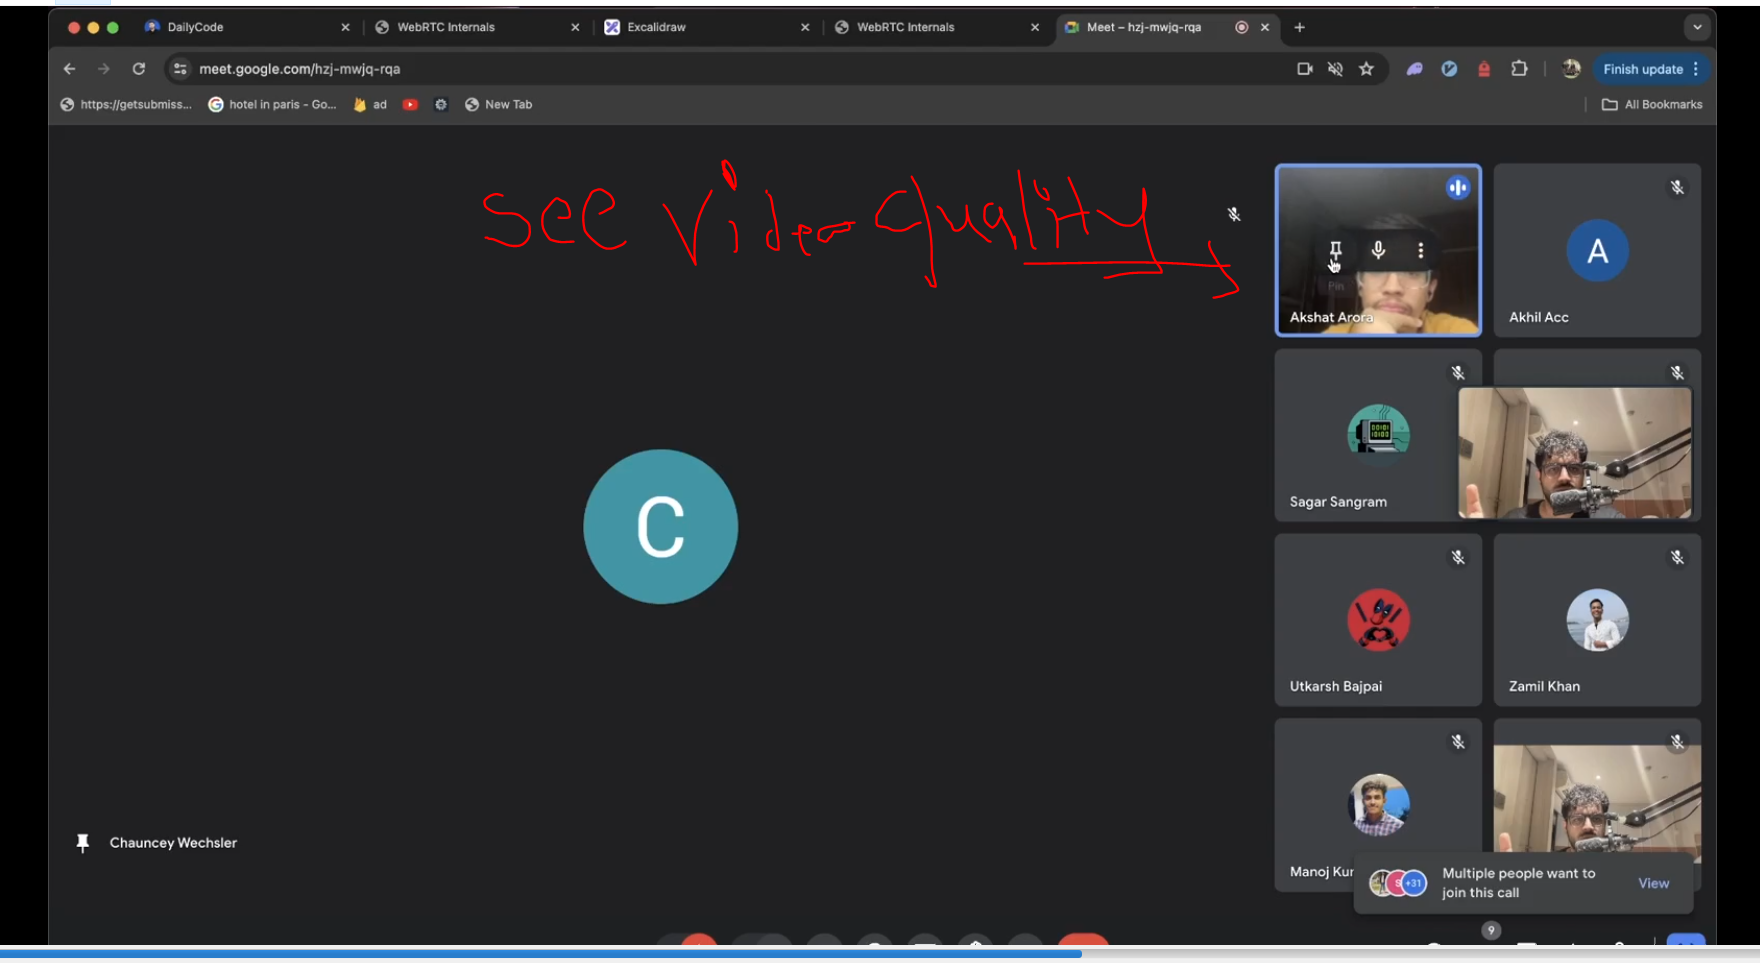 DailyCode
WebRTC Internals
Excalidraw
WebRTC Internals
Meet – hzj-mwjq-rqa
meet.google.com/hzj-mwjq-rqa
Finish update
https://getsubmiss...
hotel in paris - Go...
ad
New Tab
All Bookmarks
See Video Quality
Pin
Akshat Arora
A
Akhil Acc
Sagar Sangram
C
Utkarsh Bajpai
Zamil Khan
Chauncey Wechsler
Manoj Kur
S
+31
Multiple people want to
join this call
View
9